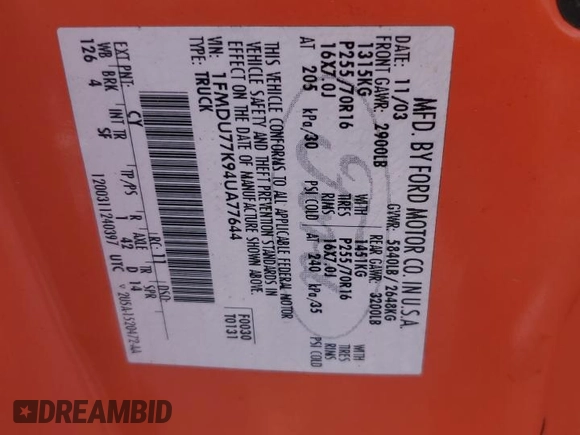 MFD. BY FORD MOTOR CO. IN U.S.A.
DATE: 11/03
GVWR: 5840LB/ 2648KG
FRONT GAWR: 2900LB
REAR GAWR: 3200LB
1315KG WITH 1451KG WITH
P255/70R16 TIRES P255/70R16 TIRES
16X7.0J RIMS 16X7.0J RIMS
AT 205 kPa/30 PSI COLD AT 240 kPa/35 PSI COLD
THIS VEHICLE CONFORMS TO ALL APPLICABLE FEDERAL MOTOR
VEHICLE SAFETY AND THEFT PREVENTION STANDARDS IN
EFFECT ON THE DATE OF MANUFACTURE SHOWN ABOVE.
VIN: 1FMDU77K94UA77644
TYPE: TRUCK
F0030
T0131
EXT PNT: CY RC: 11 DSO:
WB BRK INT TR TP/PS R AXLE TR SPR
126 4 SF 1 42 D 14
1200311240397 UTC
DREAMBID